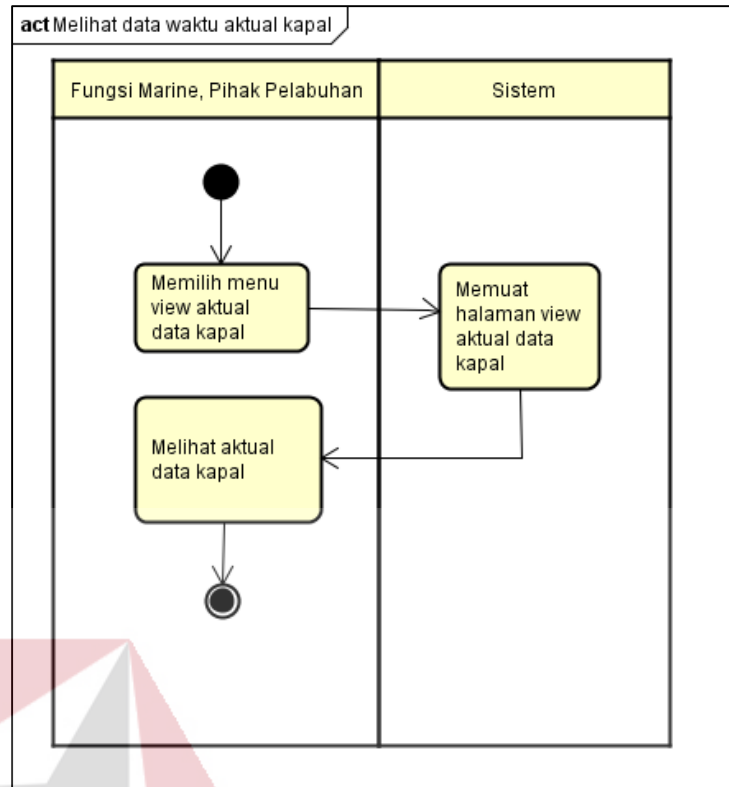 act Melihat data waktu aktual kapal
Fungsi Marine, Pihak Pelabuhan
Sistem
Memilih menu
view aktual
data kapal
Memuat
halaman view
aktual data
kapal
Melihat aktual
data kapal